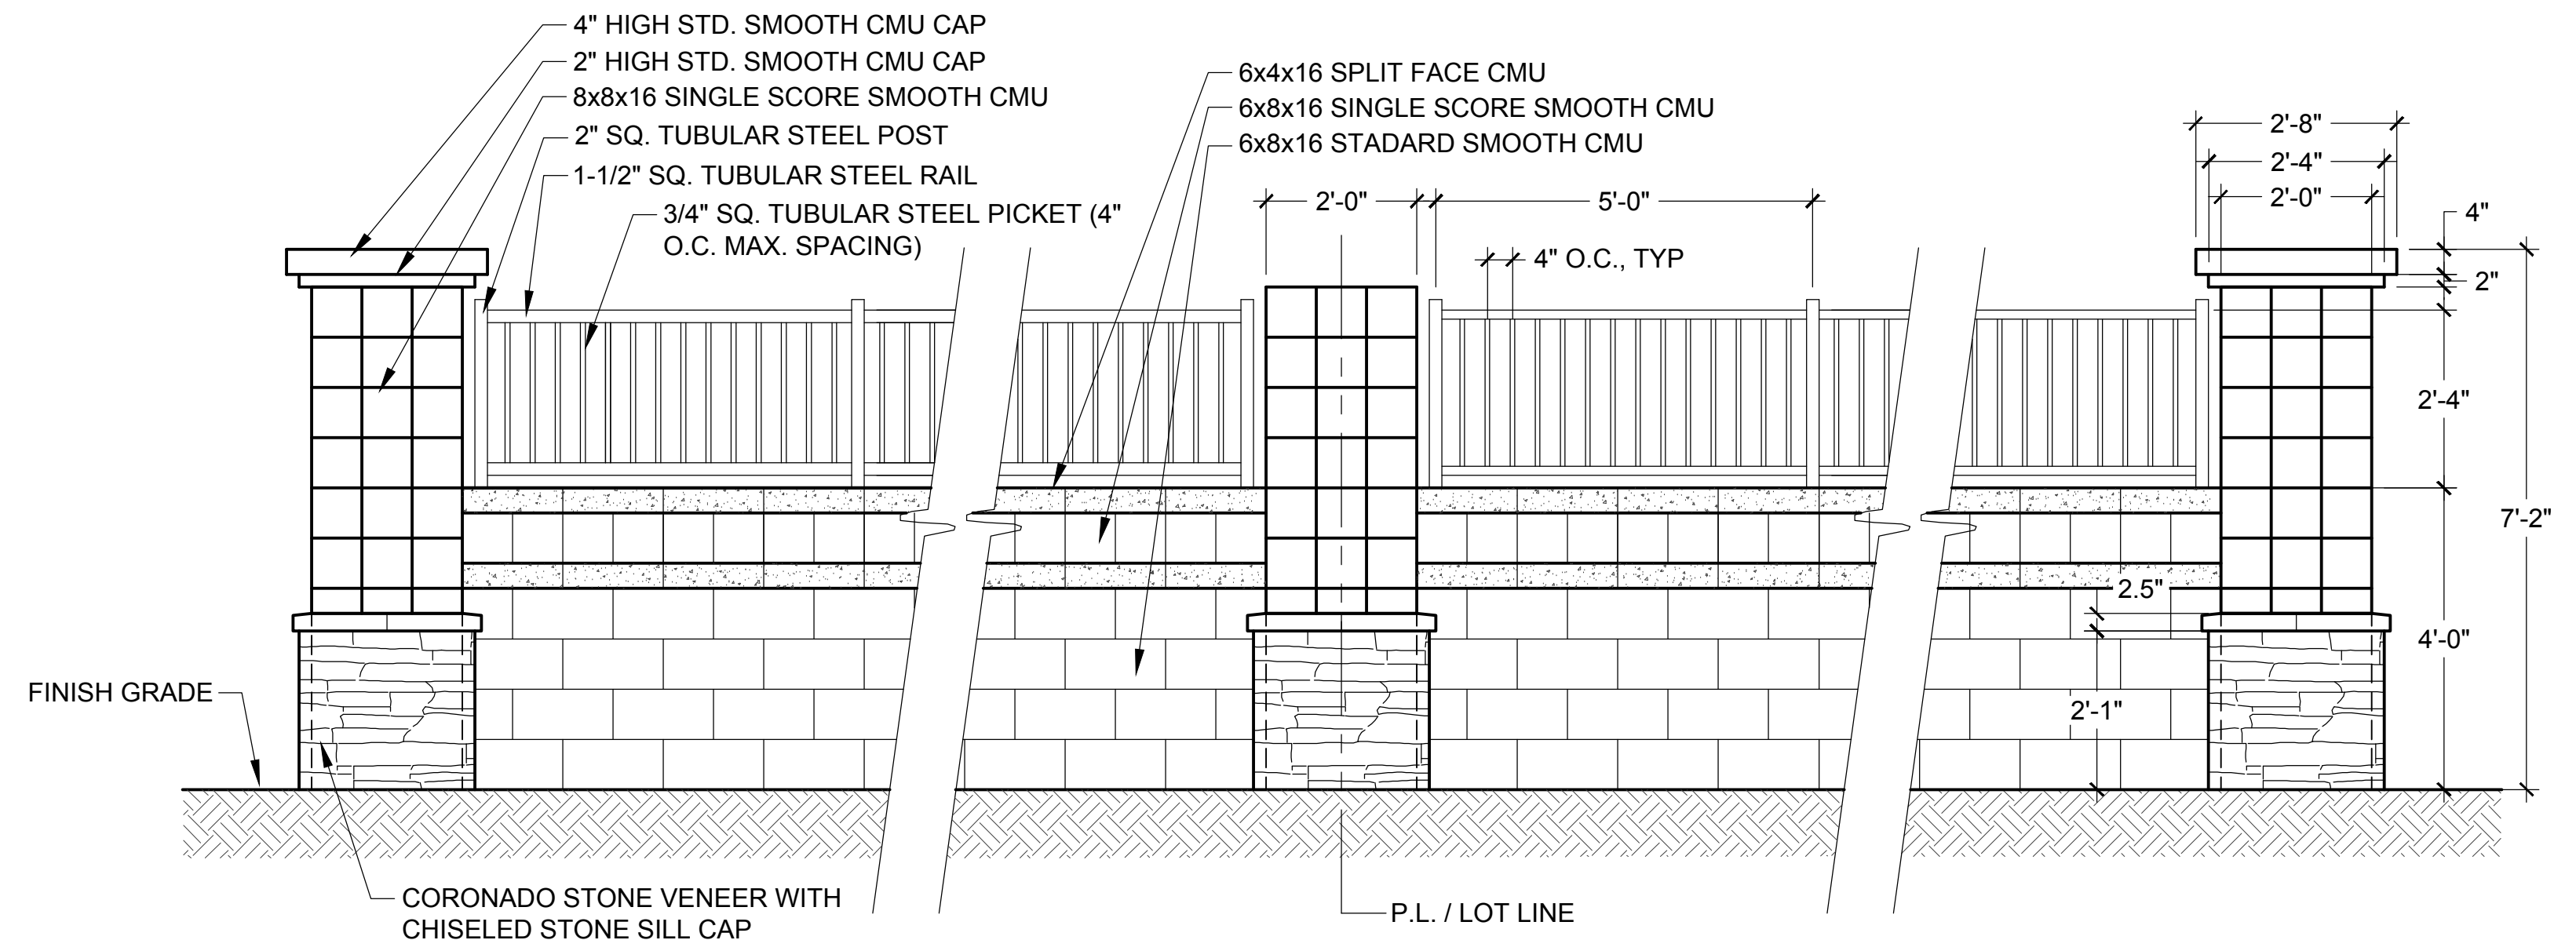 4" HIGH STD. SMOOTH CMU CAP
2" HIGH STD. SMOOTH CMU CAP
8x8x16 SINGLE SCORE SMOOTH CMU
2" SQ. TUBULAR STEEL POST
1-1/2" SQ. TUBULAR STEEL RAIL
3/4" SQ. TUBULAR STEEL PICKET (4"
O.C. MAX. SPACING)
6x4x16 SPLIT FACE CMU
6x8x16 SINGLE SCORE SMOOTH CMU
6x8x16 STADARD SMOOTH CMU
2'-0"
5'-0"
4" O.C., TYP
2'-8"
2'-4"
2'-0"
4"
2"
2'-4"
7'-2"
2.5"
4'-0"
2'-1"
FINISH GRADE
CORONADO STONE VENEER WITH
CHISELED STONE SILL CAP
P.L. / LOT LINE